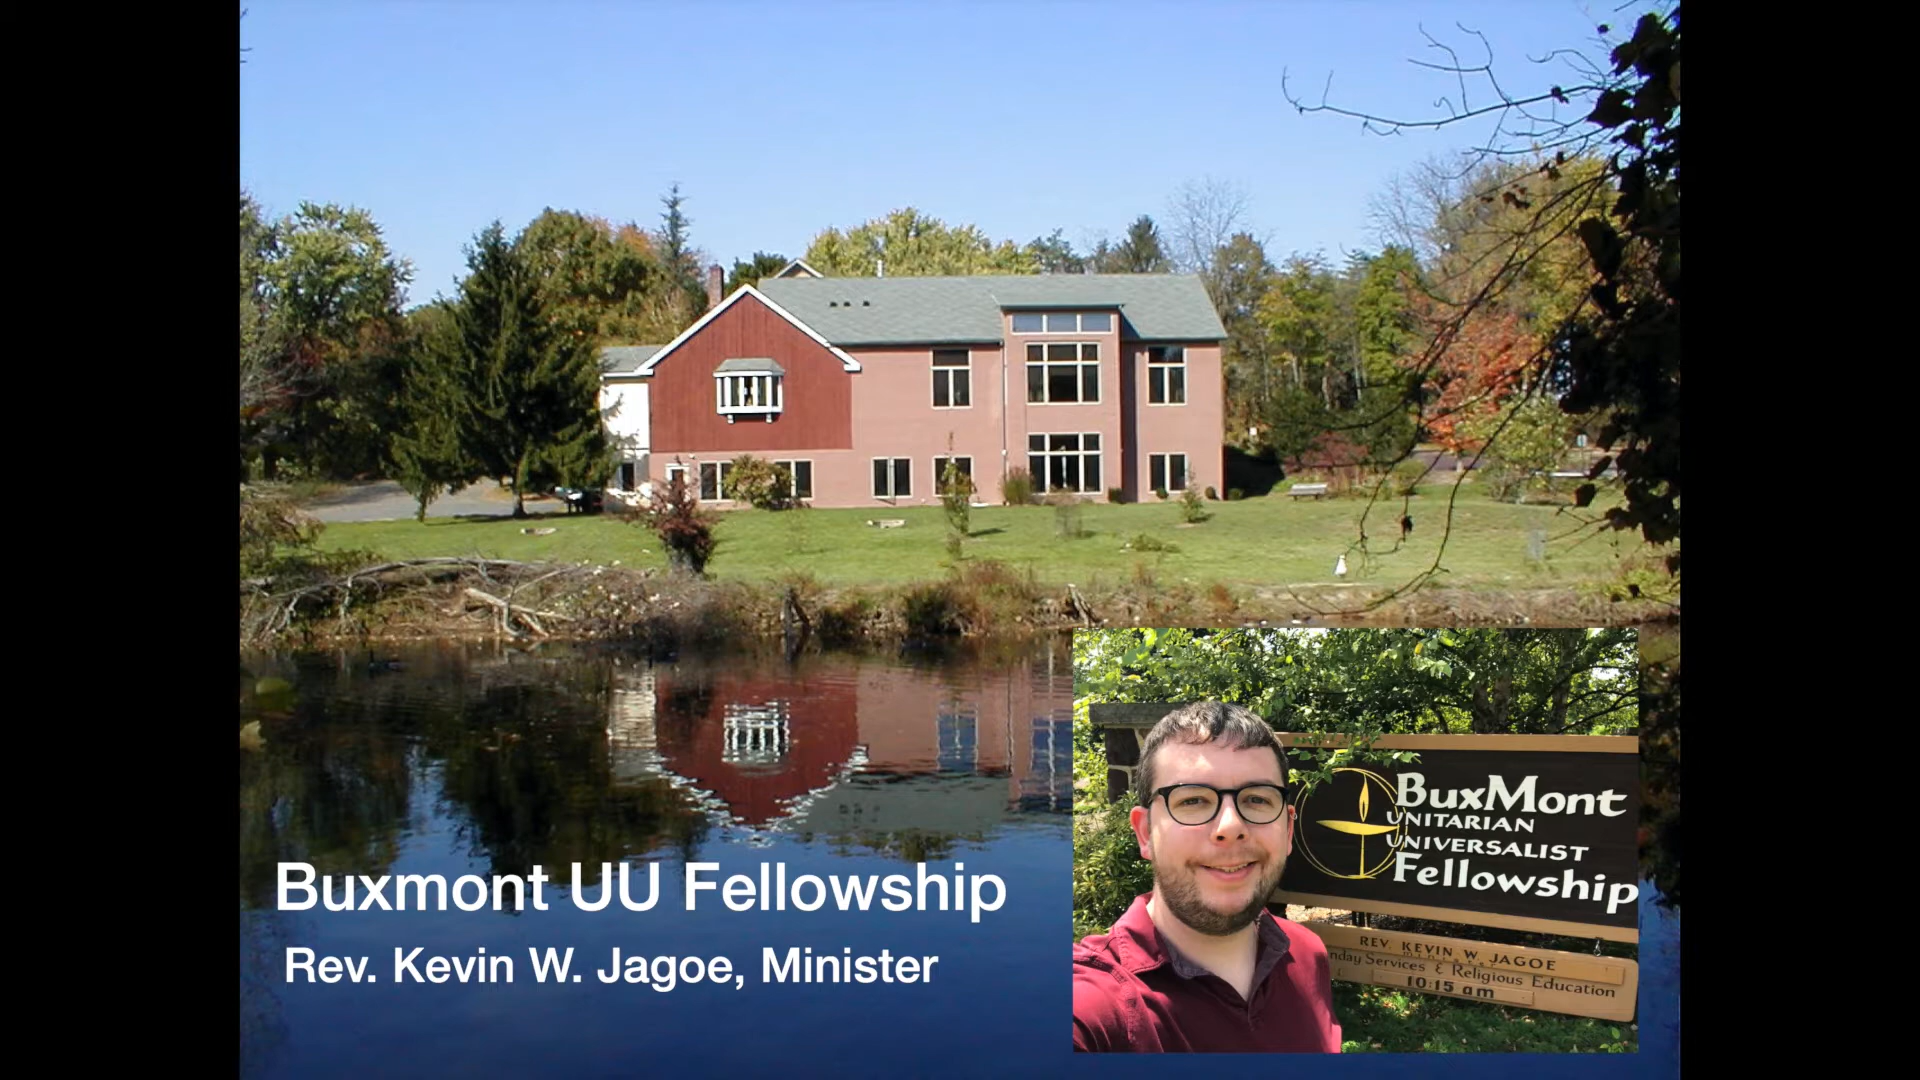 Buxmont UU Fellowship
Rev. Kevin W. Jagoe, Minister
BuxMont
UNITARIAN
UNIVERSALIST
Fellowship
REV. KEVIN W JAGOE
Services & Religious Education
10:15 am